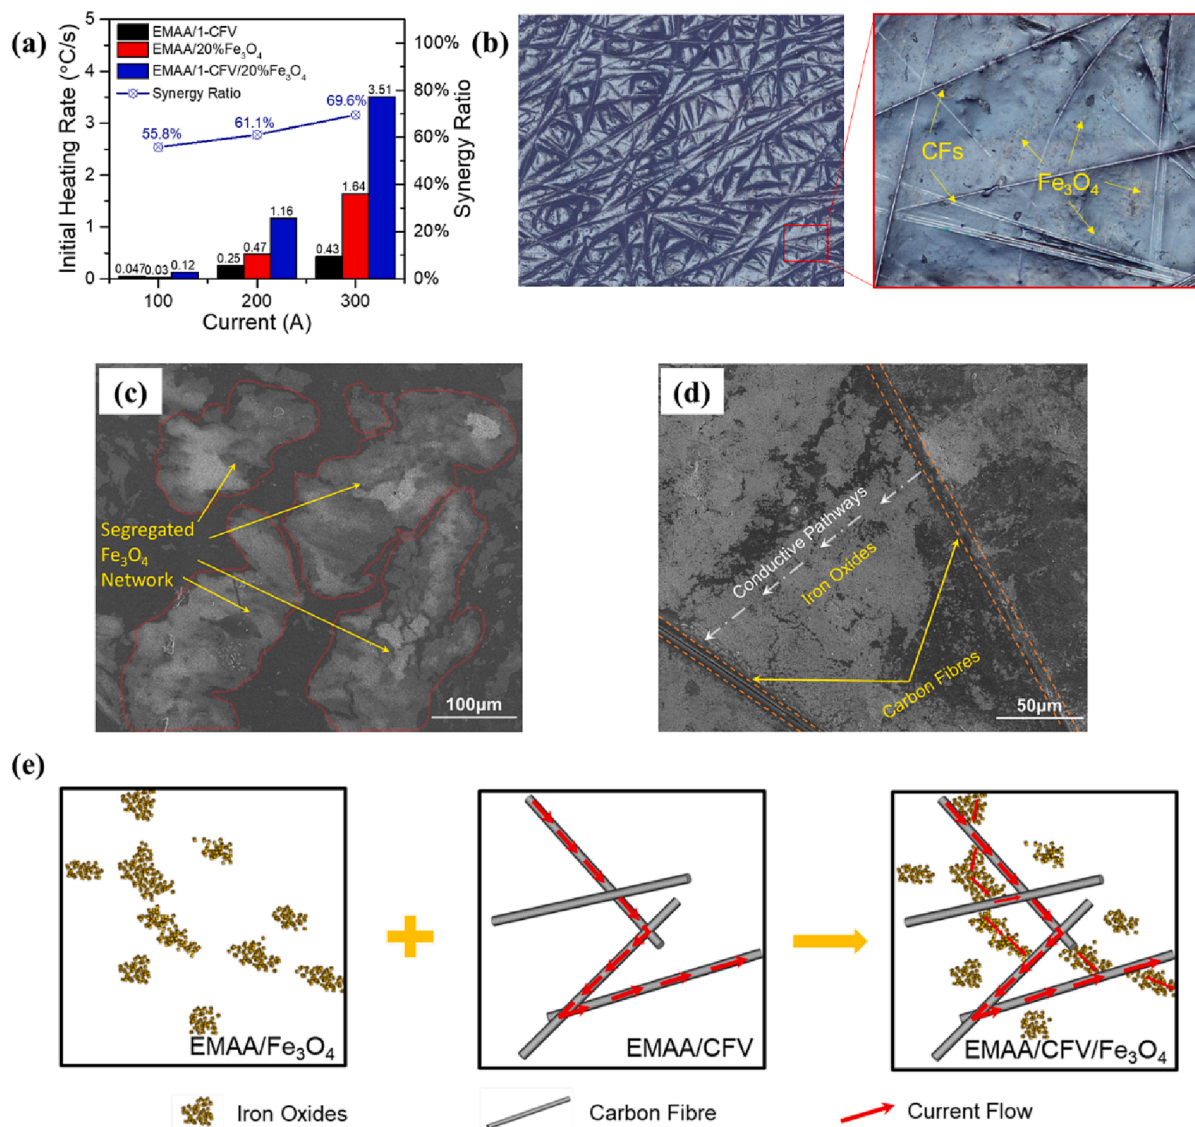 (a)
Initial Heating Rate (°C/s)
5
4
3
2
1
0
EMAA/1-CFV
EMAA/20%Fe₃O₄
EMAA/1-CFV/20%Fe₃O₄
Synergy Ratio
55.8%
61.1%
69.6%
0.047
0.03
0.12
0.25
0.47
1.16
0.43
1.64
3.51
100
200
300
Current (A)
100%
80%
60%
40%
20%
0%
Synergy Ratio
(b)
CFs
Fe₃O₄
(c)
Segregated
Fe₃O₄
Network
100μm
(d)
Conductive Pathways
Iron Oxides
Carbon Fibres
50μm
(e)
EMAA/Fe₃O₄
EMAA/CFV
EMAA/CFV/Fe₃O₄
Iron Oxides
Carbon Fibre
Current Flow